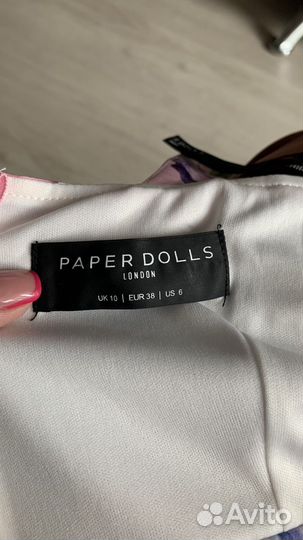 PAPER DOLLS
LONDON
UK 10 | EUR 38 | US 6
Avito